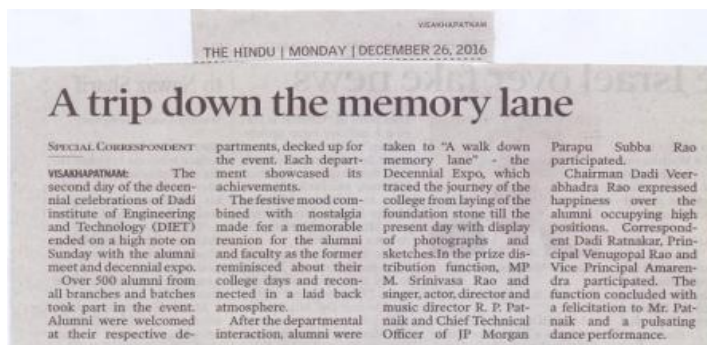 VISAKHAPATNAM
THE HINDU | MONDAY | DECEMBER 26, 2016
A trip down the memory lane
SPECIAL CORRESPONDENT
VISAKHAPATNAM: The
second day of the decen-
nial celebrations of Dadi
institute of Engineering
and Technology (DIET)
ended on a high note on
Sunday with the alumni
meet and decennial expo.
Over 500 alumni from
all branches and batches
took part in the event.
Alumni were welcomed
at their respective de-
partments, decked up for
the event. Each depart-
ment showcased its
achievements.
The festive mood com-
bined with nostalgia
made for a memorable
reunion for the alumni
and faculty as the former
reminisced about their
college days and recon-
nected in a laid back
atmosphere.
After the departmental
interaction, alumni were
taken to "A walk down
memory lane" - the
Decennial Expo, which
traced the journey of the
college from laying of the
foundation stone till the
present day with display
of photographs and
sketches.In the prize dis-
tribution function, MP
M. Srinivasa Rao and
singer, actor, director and
music director R. P. Pat-
naik and Chief Technical
Officer of JP Morgan
Parapu Subba Rao
participated.
Chairman Dadi Veer-
abhadra Rao expressed
happiness over the
alumni occupying high
positions. Correspond-
ent Dadi Ratnakar, Prin-
cipal Venugopal Rao and
Vice Principal Amaren-
dra participated. The
function concluded with
a felicitation to Mr. Pat-
naik and a pulsating
dance performance.